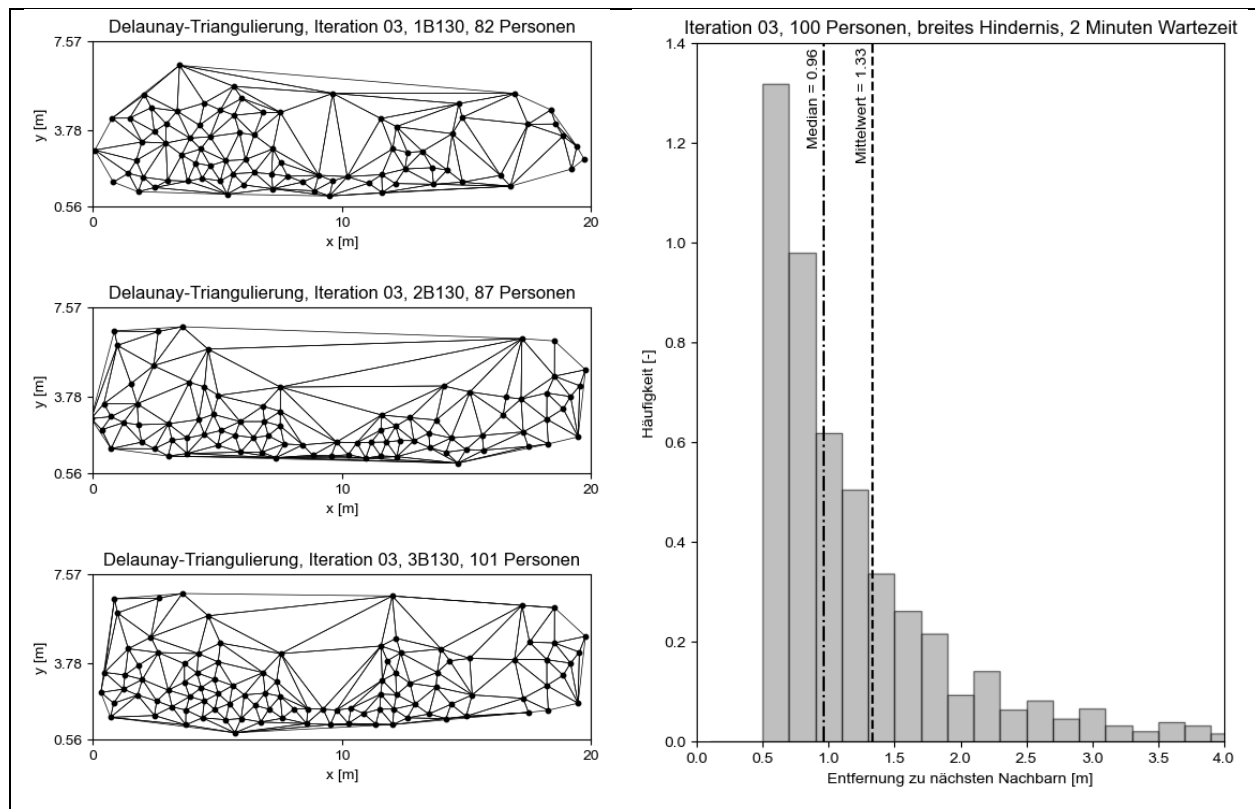 Delaunay-Triangulierung, Iteration 03, 1B130, 82 Personen
7.57
3.78
0.56
y [m]
0
10
20
x [m]
Delaunay-Triangulierung, Iteration 03, 2B130, 87 Personen
7.57
3.78
0.56
y [m]
0
10
20
x [m]
Delaunay-Triangulierung, Iteration 03, 3B130, 101 Personen
7.57
3.78
0.56
y [m]
0
10
20
x [m]
Iteration 03, 100 Personen, breites Hindernis, 2 Minuten Wartezeit
1.4
1.2
1.0
0.8
0.6
0.4
0.2
0.0
Häufigkeit [-]
Median = 0.96
Mittelwert = 1.33
0.0
0.5
1.0
1.5
2.0
2.5
3.0
3.5
4.0
Entfernung zu nächsten Nachbarn [m]